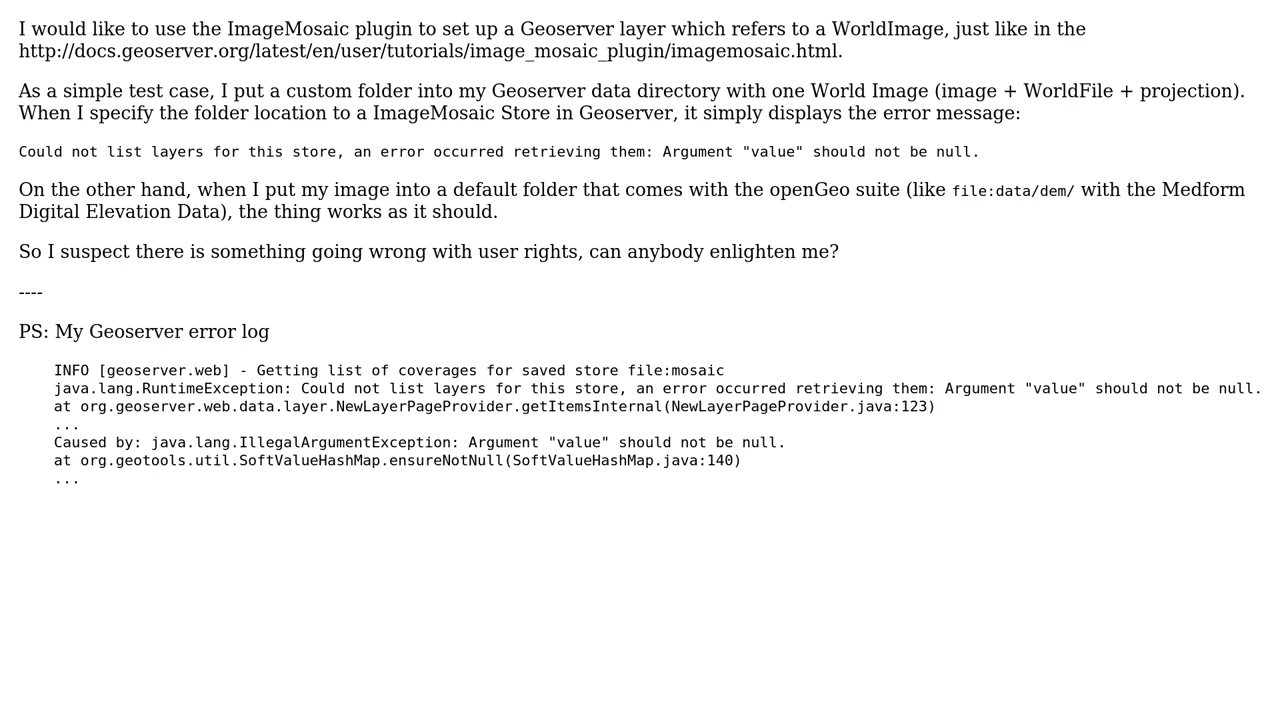 I would like to use the ImageMosaic plugin to set up a Geoserver layer which refers to a WorldImage, just like in the
http://docs.geoserver.org/latest/en/user/tutorials/image_mosaic_plugin/imagemosaic.html.
As a simple test case, I put a custom folder into my Geoserver data directory with one World Image (image + WorldFile + projection).
When I specify the folder location to a ImageMosaic Store in Geoserver, it simply displays the error message:
Could not list layers for this store, an error occurred retrieving them: Argument "value" should not be null.
On the other hand, when I put my image into a default folder that comes with the openGeo suite (like file:data/dem/ with the Medform
Digital Elevation Data), the thing works as it should.
So I suspect there is something going wrong with user rights, can anybody enlighten me?
----
PS: My Geoserver error log
INFO [geoserver.web] - Getting list of coverages for saved store file:mosaic
java.lang.RuntimeException: Could not list layers for this store, an error occurred retrieving them: Argument "value" should not be null.
at org.geoserver.web.data.layer.NewLayerPageProvider.getItemsInternal(NewLayerPageProvider.java:123)
...
Caused by: java.lang.IllegalArgumentException: Argument "value" should not be null.
at org.geotools.util.SoftValueHashMap.ensureNotNull(SoftValueHashMap.java:140)
...